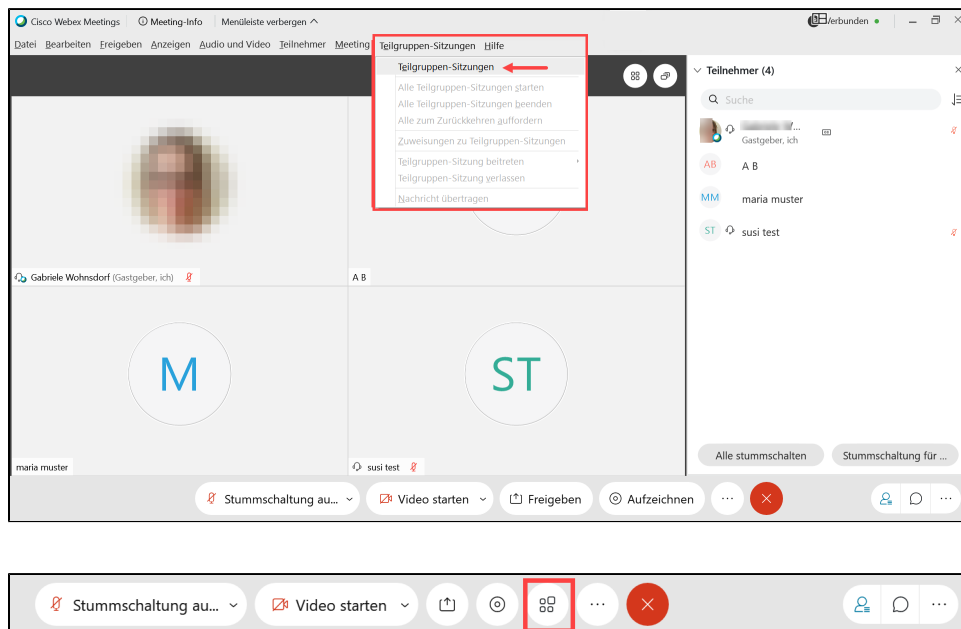 Cisco Webex Meetings Meeting-Info Menüleiste verbergen
Datei Bearbeiten Freigeben Anzeigen Audio und Video Teilnehmer Meeting Teilgruppen-Sitzungen Hilfe
Teilgruppen-Sitzungen
Alle Teilgruppen-Sitzungen starten
Alle Teilgruppen-Sitzungen beenden
Alle zum Zurückkehren auffordern
Zuweisungen zu Teilgruppen-Sitzungen
Teilgruppen-Sitzung beitreten
Teilgruppen-Sitzung verlassen
Nachricht übertragen
Gabriele Wohnsdorf (Gastgeber, ich)
A B
M
maria muster
ST
susi test
Teilnehmer (4)
Suche
Gastgeber, ich
AB A B
MM maria muster
ST susi test
Alle stummschalten Stummschaltung für ...
Stummschaltung au... Video starten Freigeben Aufzeichnen
Stummschaltung au... Video starten